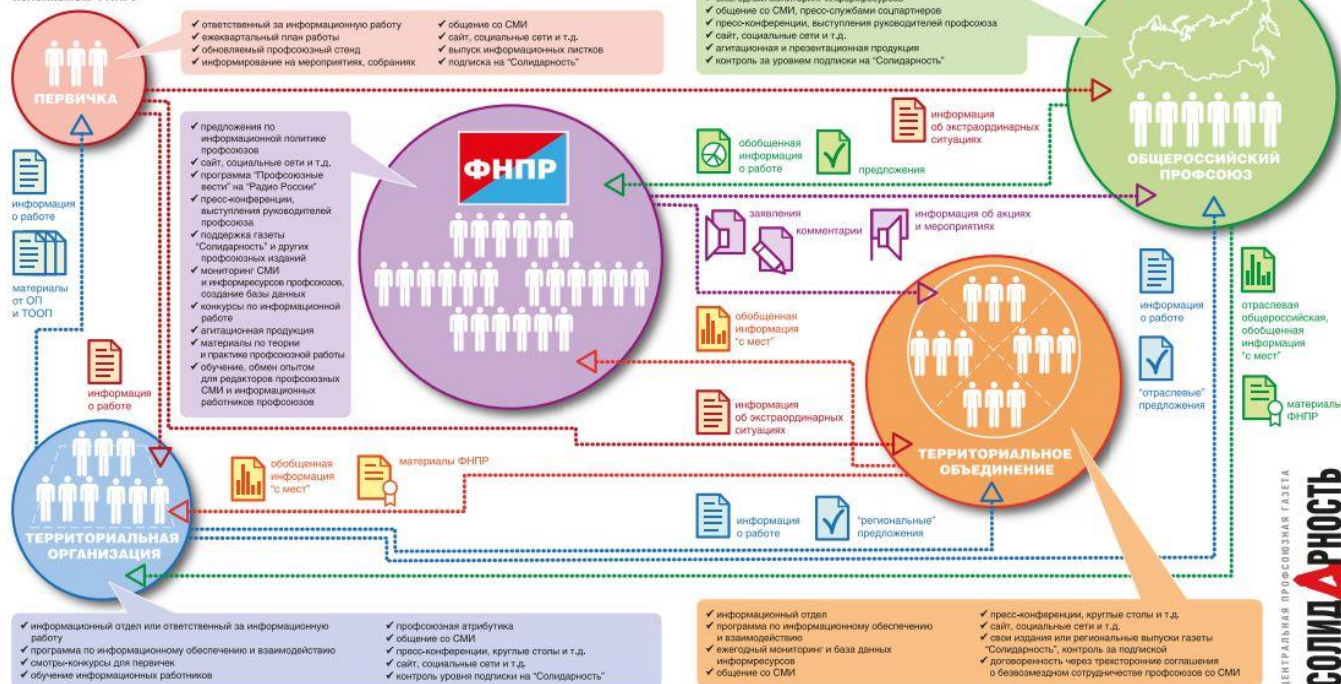 ✔ ответственный за информационную работу
✔ ежеквартальный план работы
✔ обновляемый профсоюзный стенд
✔ информирование на мероприятиях, собраниях
✔ общение со СМИ
✔ сайт, социальные сети и т.д.
✔ выпуск информационных листков
✔ подписка на "Солидарность"
ПЕРВИЧКА
✔ общение со СМИ, пресс-службами соцпартнеров
✔ пресс-конференции, выступления руководителей профсоюза
✔ сайт, социальные сети и т.д.
✔ агитационная и презентационная продукция
✔ контроль за уровнем подписки на "Солидарность"
ОБЩЕРОССИЙСКИЙ
ПРОФСОЮЗ
✔ предложения по
информационной политике
профсоюзов
✔ сайт, социальные сети и т.д.
✔ программа "Профсоюзные
вести" на "Радио России"
✔ пресс-конференции,
выступления руководителей
профсоюза
✔ поддержка газеты
"Солидарность" и других
профсоюзных изданий
✔ мониторинг СМИ
и информресурсов профсоюзов,
создание базы данных
✔ конкурсы по информационной
работе
✔ агитационная продукция
✔ материалы по теории
и практике профсоюзной работы
✔ обучение, обмен опытом
для редакторов профсоюзных
СМИ и информационных
работников профсоюзов
ФНПР
информация
о работе
материалы
от ОП
и ТООП
информация
о работе
обобщенная
информация
о работе
предложения
информация
об экстраординарных
ситуациях
заявления
комментарии
информация об акциях
и мероприятиях
обобщенная
информация
"с мест"
информация
об экстраординарных
ситуациях
информация
о работе
"отраслевые"
предложения
отраслевая
общероссийская,
обобщенная
информация
"с мест"
материалы
ФНПР
ТЕРРИТОРИАЛЬНОЕ
ОБЪЕДИНЕНИЕ
обобщенная
информация
"с мест"
материалы ФНПР
информация
о работе
"региональные"
предложения
ТЕРРИТОРИАЛЬНАЯ
ОРГАНИЗАЦИЯ
✔ информационный отдел или ответственный за информационную
работу
✔ программа по информационному обеспечению и взаимодействию
✔ смотры-конкурсы для первичек
✔ обучение информационных работников
✔ профсоюзная атрибутика
✔ общение со СМИ
✔ пресс-конференции, круглые столы и т.д.
✔ сайт, социальные сети и т.д.
✔ контроль уровня подписки на "Солидарность"
✔ информационный отдел
✔ программа по информационному обеспечению
и взаимодействию
✔ ежегодный мониторинг и база данных
информресурсов
✔ общение со СМИ
✔ пресс-конференции, круглые столы и т.д.
✔ сайт, социальные сети и т.д.
✔ свои издания или региональные выпуски газеты
"Солидарность", контроль за подпиской
✔ договоренность через трехсторонние соглашения
о безвозмездном сотрудничестве профсоюзов со СМИ
ЦЕНТРАЛЬНАЯ ПРОФСОЮЗНАЯ ГАЗЕТА
СОЛИДАРНОСТЬ